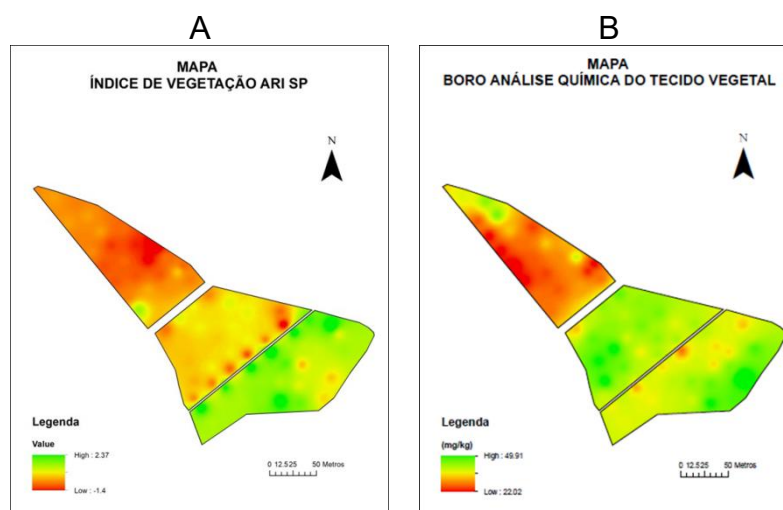 A
MAPA
ÍNDICE DE VEGETAÇÃO ARI SP
N
Legenda
Value
High : 2.37
Low : -1.4
0 12.525 50 Metros
B
MAPA
BORO ANÁLISE QUÍMICA DO TECIDO VEGETAL
N
Legenda
(mg/kg)
High : 49.91
Low : 22.02
0 12.525 50 Metros